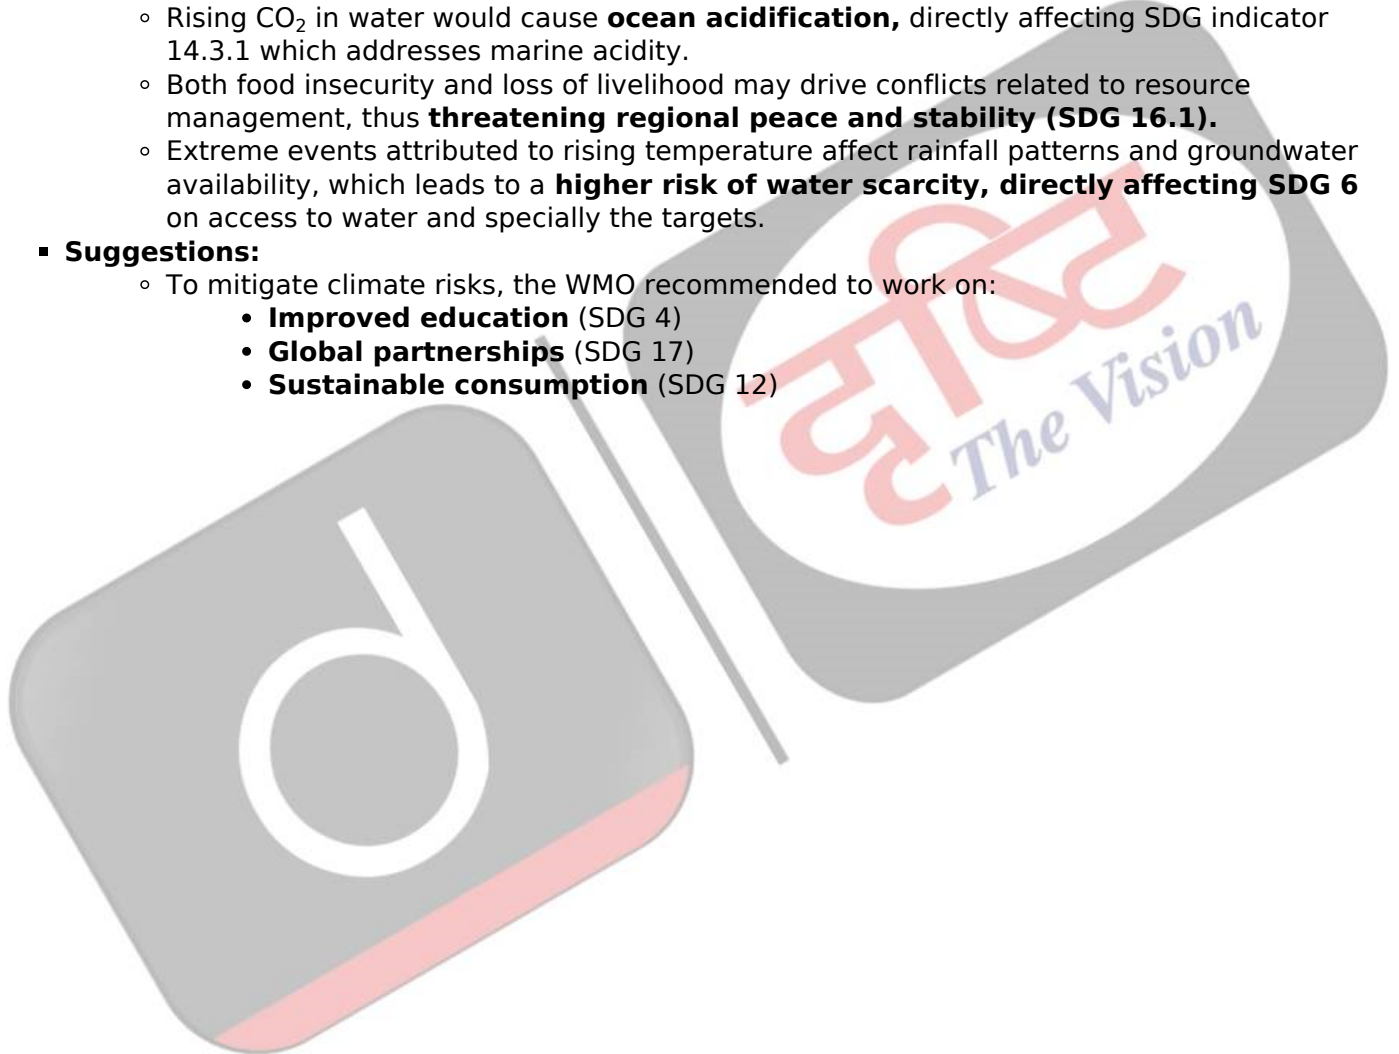 ◦ Rising CO₂ in water would cause ocean acidification, directly affecting SDG indicator
14.3.1 which addresses marine acidity.
◦ Both food insecurity and loss of livelihood may drive conflicts related to resource
management, thus threatening regional peace and stability (SDG 16.1).
◦ Extreme events attributed to rising temperature affect rainfall patterns and groundwater
availability, which leads to a higher risk of water scarcity, directly affecting SDG 6
on access to water and specially the targets.
▪ Suggestions:
◦ To mitigate climate risks, the WMO recommended to work on:
• Improved education (SDG 4)
• Global partnerships (SDG 17)
• Sustainable consumption (SDG 12)
दृष्टि
The Vision
d